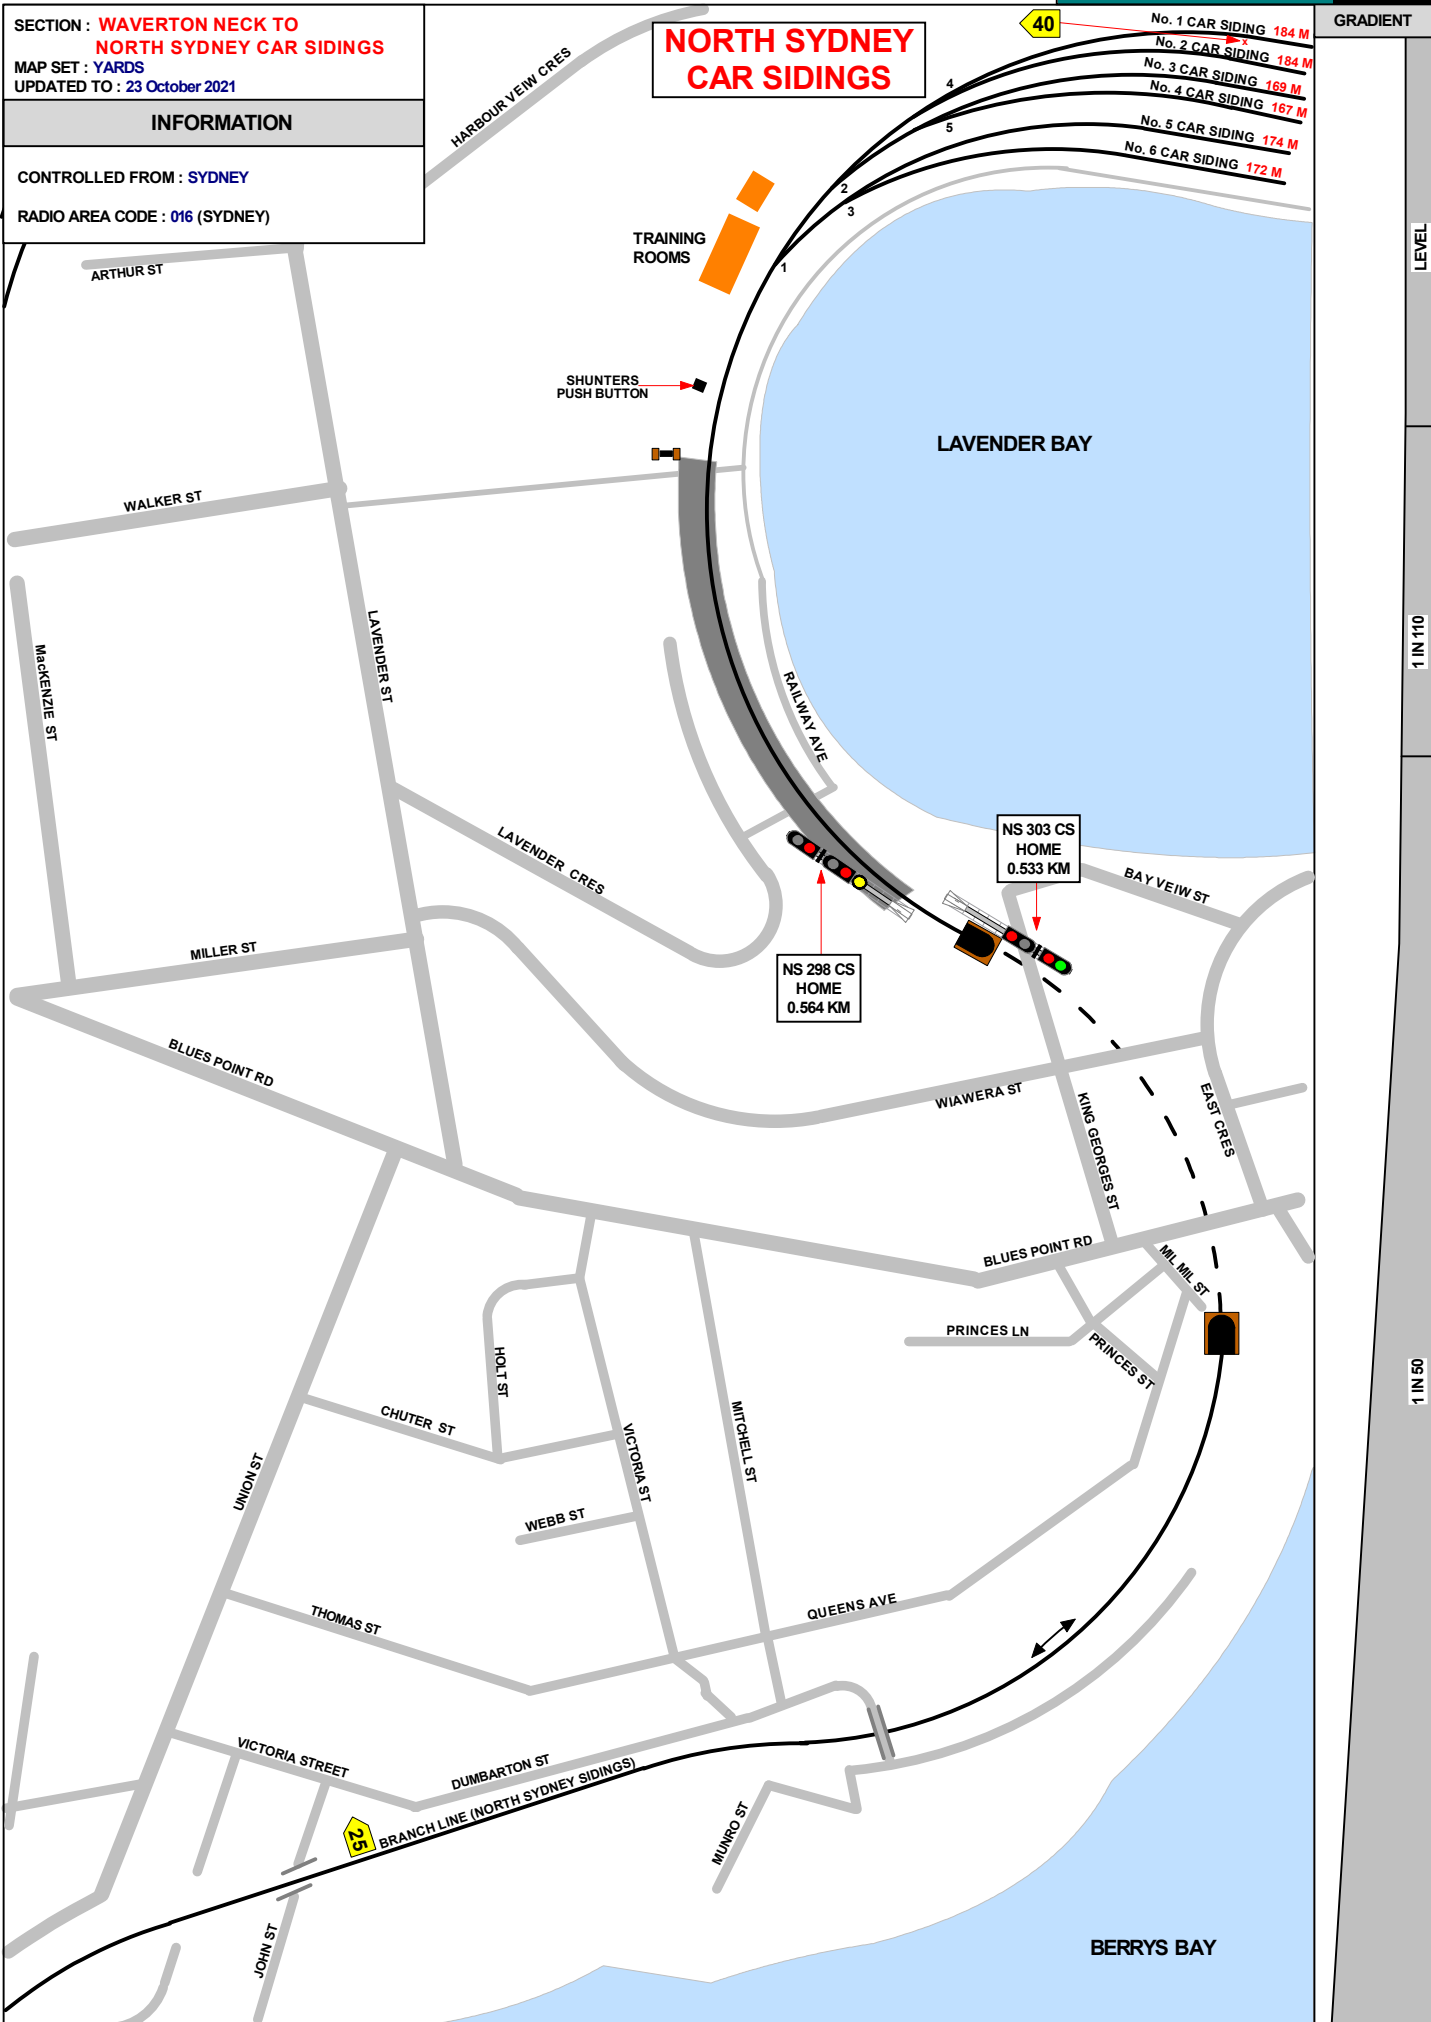 SECTION : WAVERTON NECK TO
NORTH SYDNEY CAR SIDINGS
MAP SET : YARDS
UPDATED TO : 23 October 2021
INFORMATION
CONTROLLED FROM : SYDNEY
RADIO AREA CODE : 016 (SYDNEY)
NORTH SYDNEY
CAR SIDINGS
GRADIENT
40
No. 1 CAR SIDING 184 M
x
No. 2 CAR SIDING 184 M
No. 3 CAR SIDING 169 M
No. 4 CAR SIDING 167 M
No. 5 CAR SIDING 174 M
No. 6 CAR SIDING 172 M
4
5
2
3
1
HARBOUR VEIW CRES
TRAINING
ROOMS
LEVEL
ARTHUR ST
SHUNTERS
PUSH BUTTON
LAVENDER BAY
WALKER ST
MacKENZIE ST
LAVENDER ST
RAILWAY AVE
1 IN 110
LAVENDER CRES
NS 303 CS
HOME
0.533 KM
BAY VEIW ST
MILLER ST
NS 298 CS
HOME
0.564 KM
BLUES POINT RD
WIAWERA ST
KING GEORGES ST
EAST CRES
BLUES POINT RD
MIL MIL ST
PRINCES LN
PRINCES ST
HOLT ST
CHUTER ST
VICTORIA ST
MITCHELL ST
1 IN 50
UNION ST
WEBB ST
THOMAS ST
QUEENS AVE
VICTORIA STREET
DUMBARTON ST
25
BRANCH LINE (NORTH SYDNEY SIDINGS)
MUNRO ST
JOHN ST
BERRYS BAY